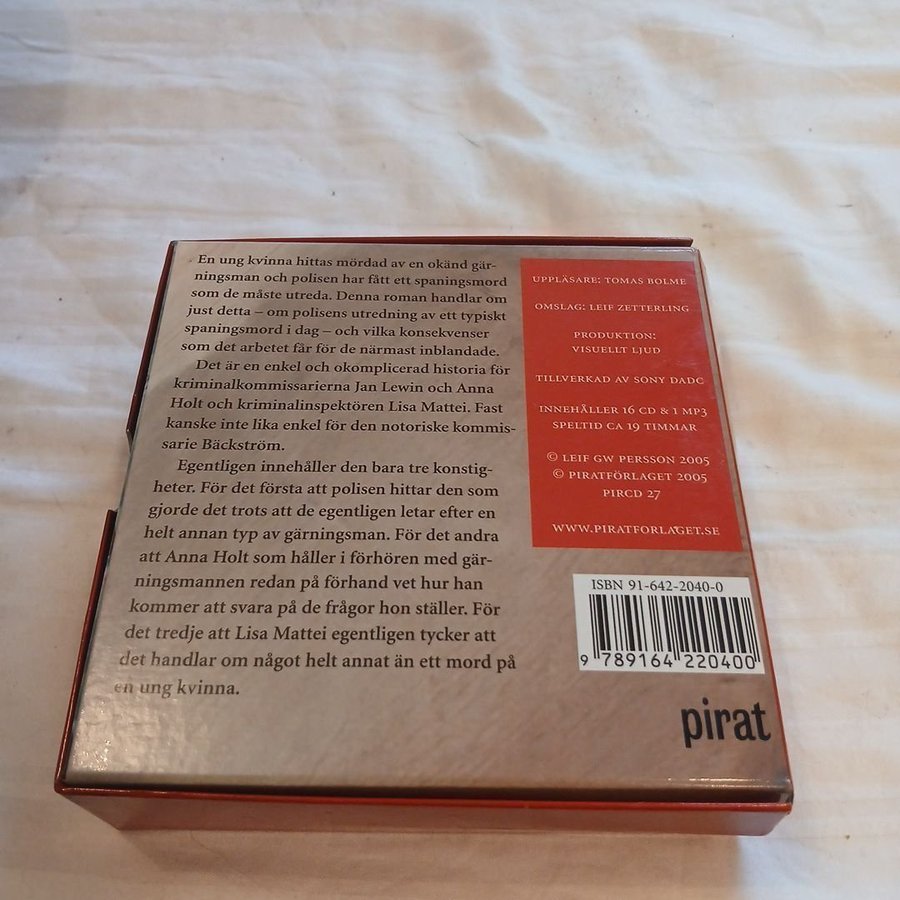 En ung kvinna hittas mördad av en okänd gär-
ningsman och polisen har fått ett spaningsmord
som de måste utreda. Denna roman handlar om
just detta – om polisens utredning av ett typiskt
spaningsmord i dag – och vilka konsekvenser
som det arbetet får för de närmast inblandade.
Det är en enkel och okomplicerad historia för
kriminalkommissarierna Jan Lewin och Anna
Holt och kriminalinspektören Lisa Mattei. Fast
kanske inte lika enkel för den notoriske kommis-
sarie Bäckström.
Egentligen innehåller den bara tre konstig-
heter. För det första att polisen hittar den som
gjorde det trots att de egentligen letar efter en
helt annan typ av gärningsman. För det andra
att Anna Holt som håller i förhören med gär-
ningsmannen redan på förhand vet hur han
kommer att svara på de frågor hon ställer. För
det tredje att Lisa Mattei egentligen tycker att
det handlar om något helt annat än ett mord på
en ung kvinna.
UPPLÄSARE: TOMAS BOLME
OMSLAG: LEIF ZETTERLING
PRODUKTION:
VISUELLT LJUD
TILLVERKAD AV SONY DADC
INNEHÅLLER 16 CD & 1 MP3
SPELTID CA 19 TIMMAR
© LEIF GW PERSSON 2005
© PIRATFÖRLAGET 2005
PIRCD 27
WWW.PIRATFORLAGET.SE
ISBN 91-642-2040-0
9 789164 220400
pirat